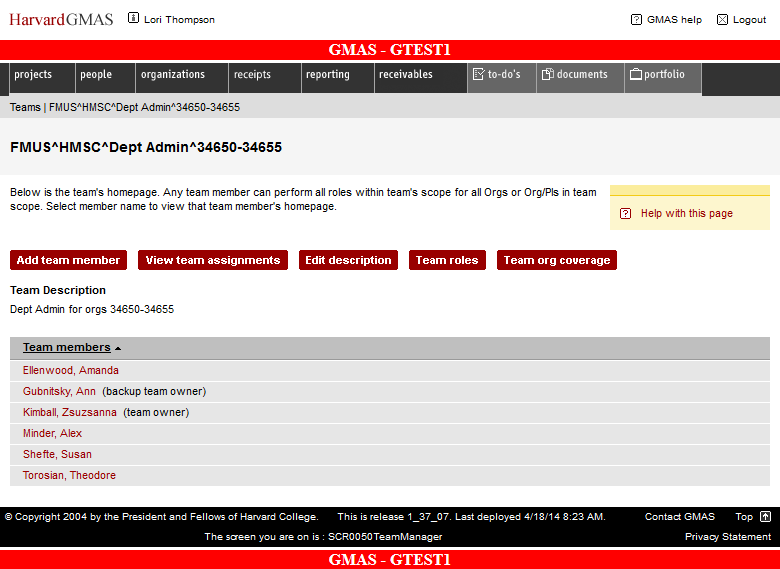 HarvardGMAS Lori Thompson GMAS help Logout
GMAS - GTEST1
projects people organizations receipts reporting receivables to-do's documents portfolio
Teams | FMUS^HMSC^Dept Admin^34650-34655
FMUS^HMSC^Dept Admin^34650-34655
Below is the team's homepage. Any team member can perform all roles within team's scope for all Orgs or Org/PIs in team
scope. Select member name to view that team member's homepage.
Help with this page
Add team member View team assignments Edit description Team roles Team org coverage
Team Description
Dept Admin for orgs 34650-34655
Team members
Ellenwood, Amanda
Gubnitsky, Ann (backup team owner)
Kimball, Zsuzsanna (team owner)
Minder, Alex
Shefte, Susan
Torosian, Theodore
© Copyright 2004 by the President and Fellows of Harvard College. This is release 1_37_07. Last deployed 4/18/14 8:23 AM. Contact GMAS Top
The screen you are on is : SCR0050TeamManager Privacy Statement
GMAS - GTEST1